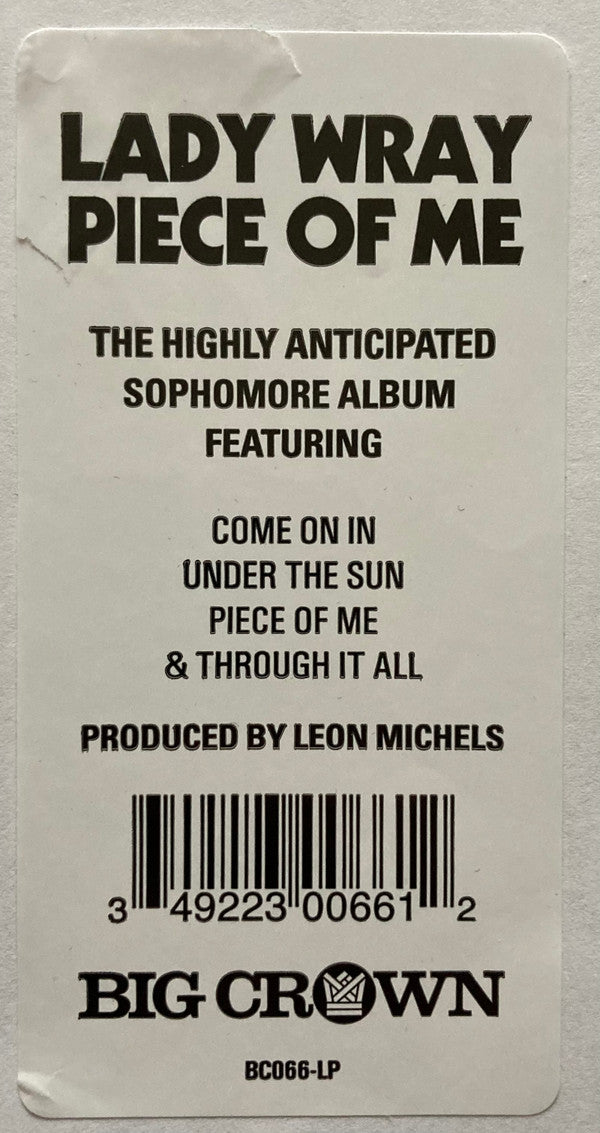 LADY WRAY
PIECE OF ME
THE HIGHLY ANTICIPATED
SOPHOMORE ALBUM
FEATURING
COME ON IN
UNDER THE SUN
PIECE OF ME
& THROUGH IT ALL
PRODUCED BY LEON MICHELS
3 49223 00661 2
BIG CROWN
BC066-LP